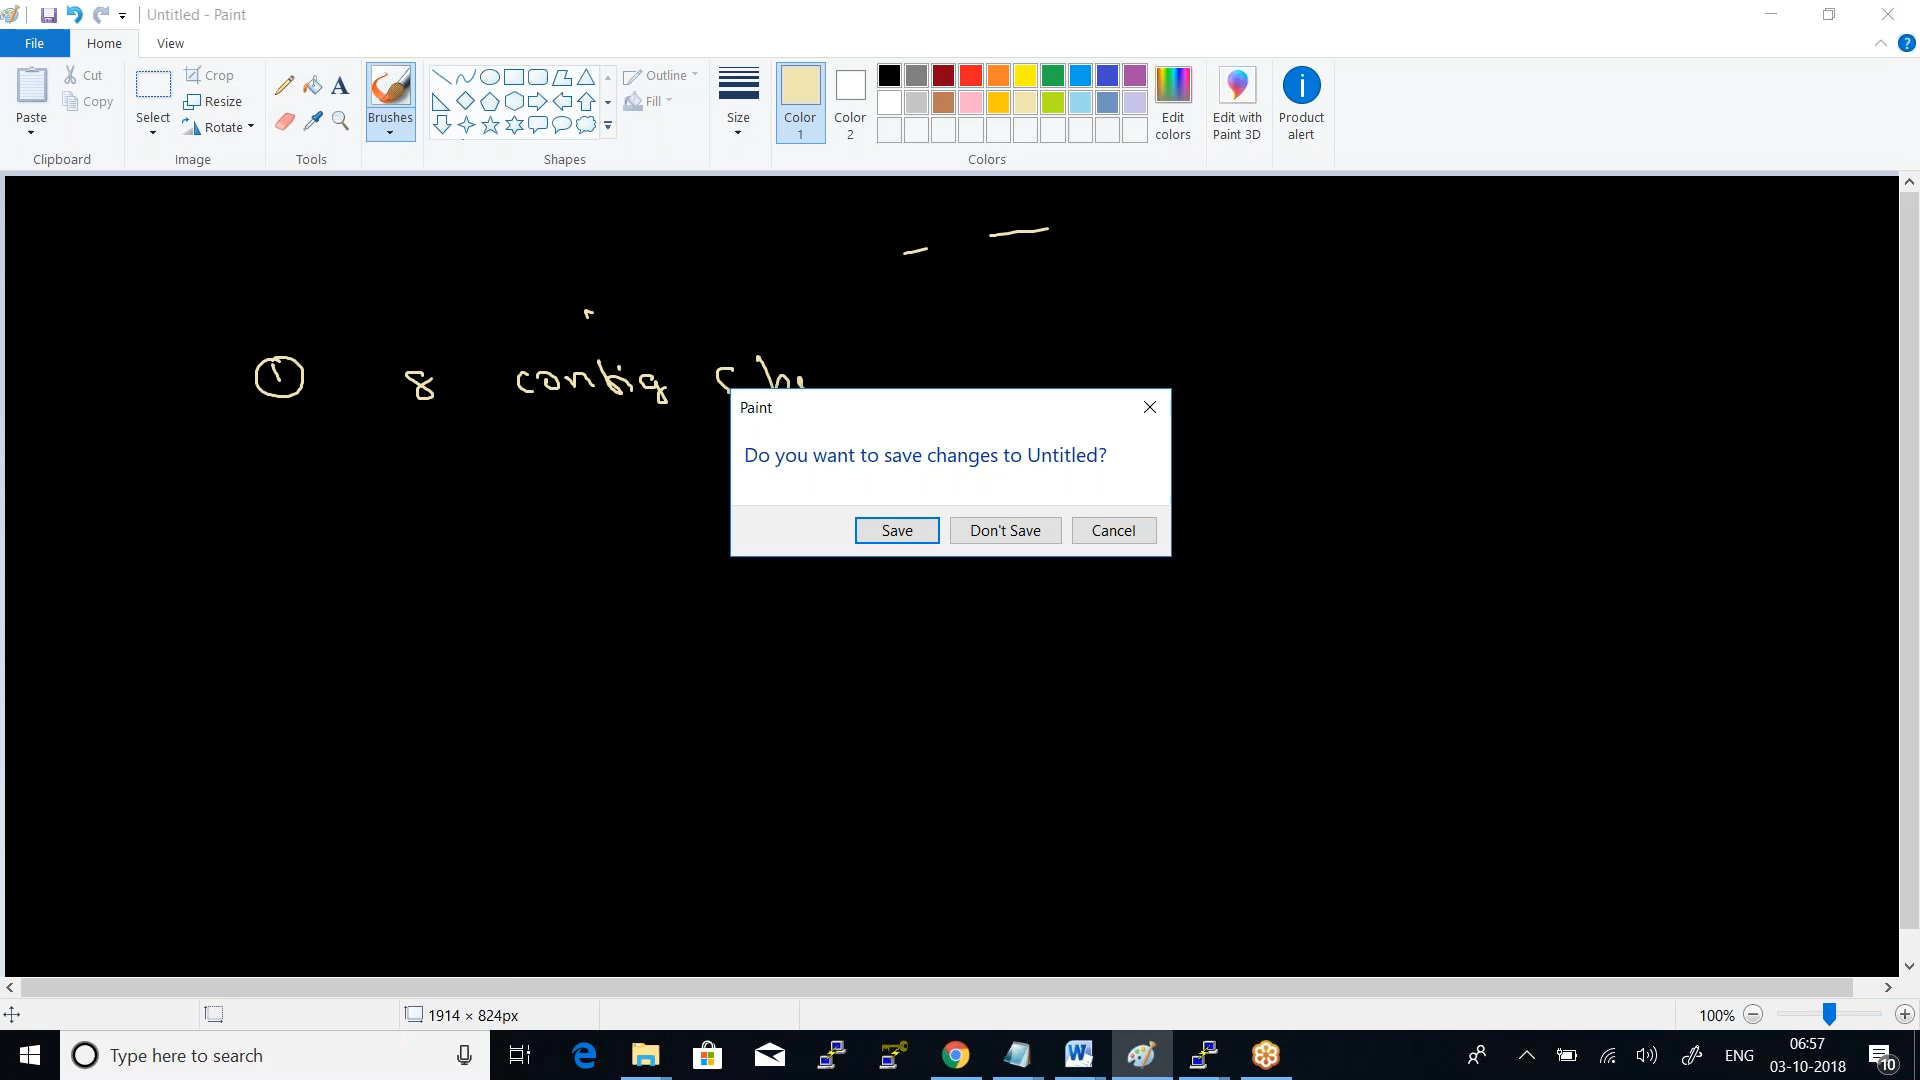 Untitled - Paint
File Home View
Paste
Cut
Copy
Clipboard
Select
Crop
Resize
Rotate
Image
Tools
Brushes
Shapes
Outline
Fill
Size
Color 1
Color 2
Edit colors
Colors
Edit with Paint 3D
Product alert
① 8 contig
Paint
Do you want to save changes to Untitled?
Save Don't Save Cancel
1914 × 824px
100%
Type here to search
ENG
06:57
03-10-2018
10